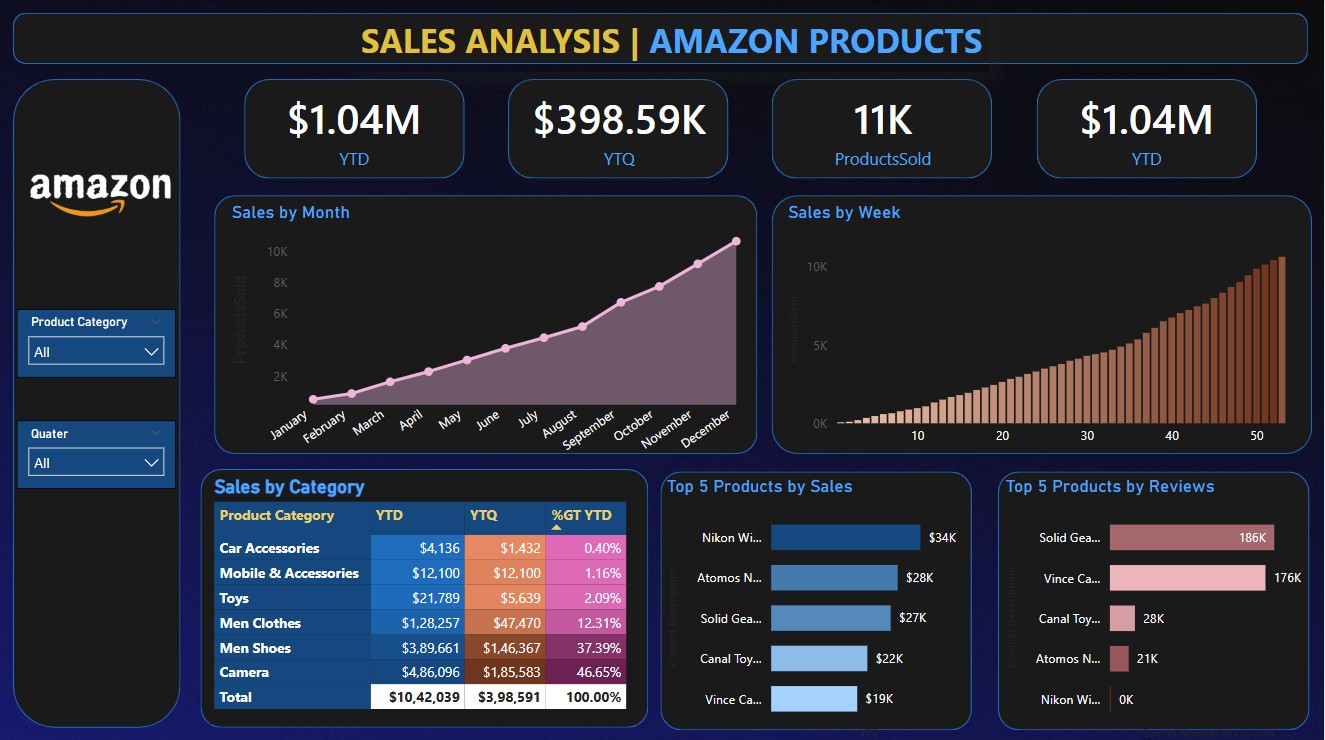 SALES ANALYSIS | AMAZON PRODUCTS
amazon
Product Category
All
Quater
All
$1.04M
YTD
$398.59K
YTQ
11K
ProductsSold
$1.04M
YTD
Sales by Month
ProductsSold
10K
8K
6K
4K
2K
January February March April May June July August September October November December
Sales by Week
ProductsSold
10K
5K
0K
10 20 30 40 50
Sales by Category
Product Category YTD YTQ %GT YTD
Car Accessories $4,136 $1,432 0.40%
Mobile & Accessories $12,100 $12,100 1.16%
Toys $21,789 $5,639 2.09%
Men Clothes $1,28,257 $47,470 12.31%
Men Shoes $3,89,661 $1,46,367 37.39%
Camera $4,86,096 $1,85,583 46.65%
Total $10,42,039 $3,98,591 100.00%
Top 5 Products by Sales
Product Description
Nikon Wi... $34K
Atomos N... $28K
Solid Gea... $27K
Canal Toy... $22K
Vince Ca... $19K
Top 5 Products by Reviews
Product Description
Solid Gea... 186K
Vince Ca... 176K
Canal Toy... 28K
Atomos N... 21K
Nikon Wi... 0K